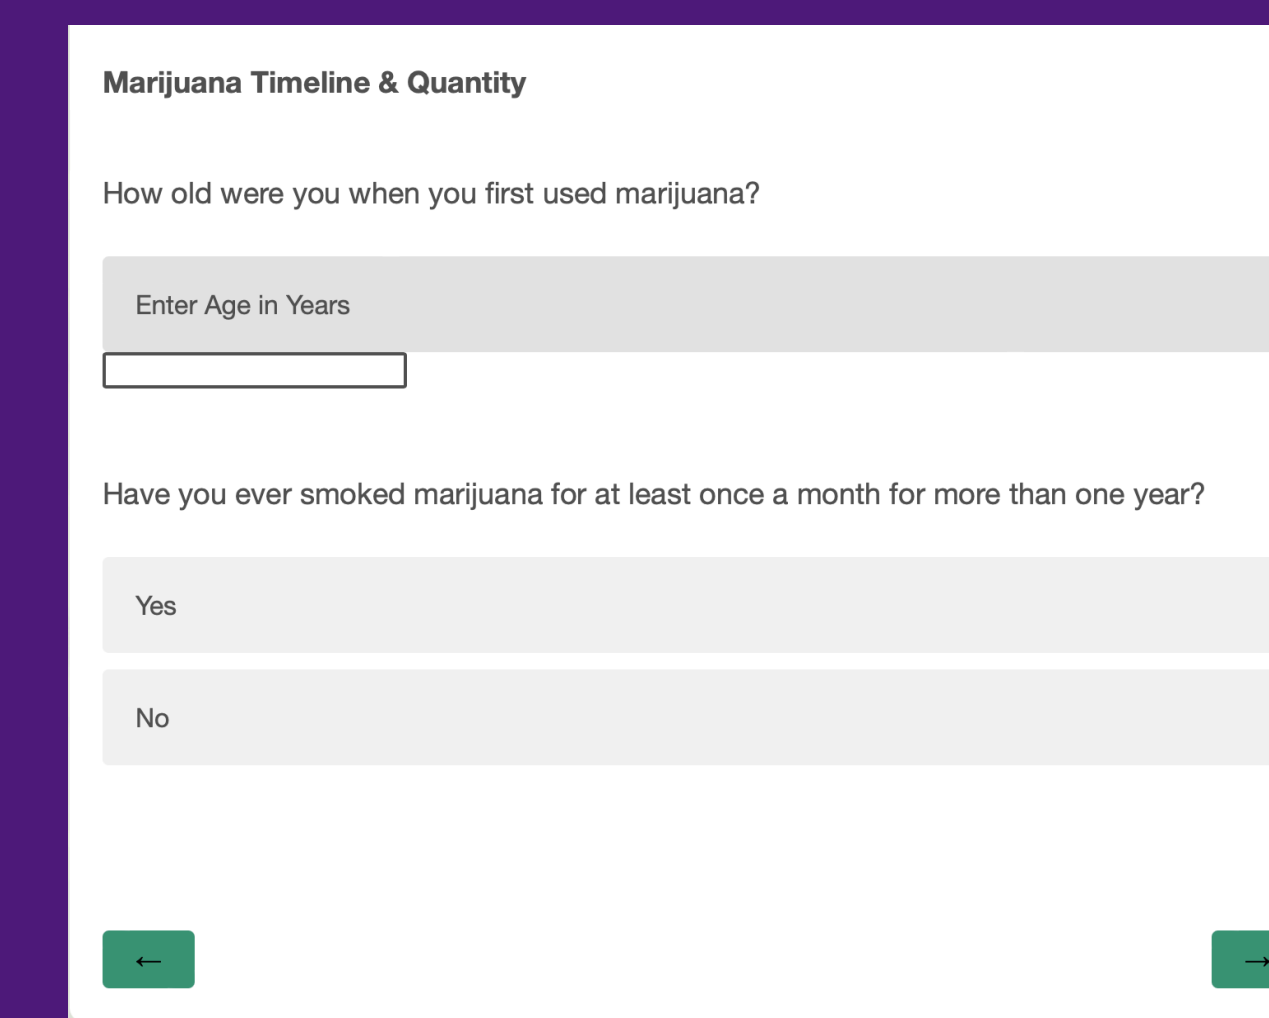 Marijuana Timeline & Quantity
How old were you when you first used marijuana?
Enter Age in Years
Have you ever smoked marijuana for at least once a month for more than one year?
Yes
No
← →